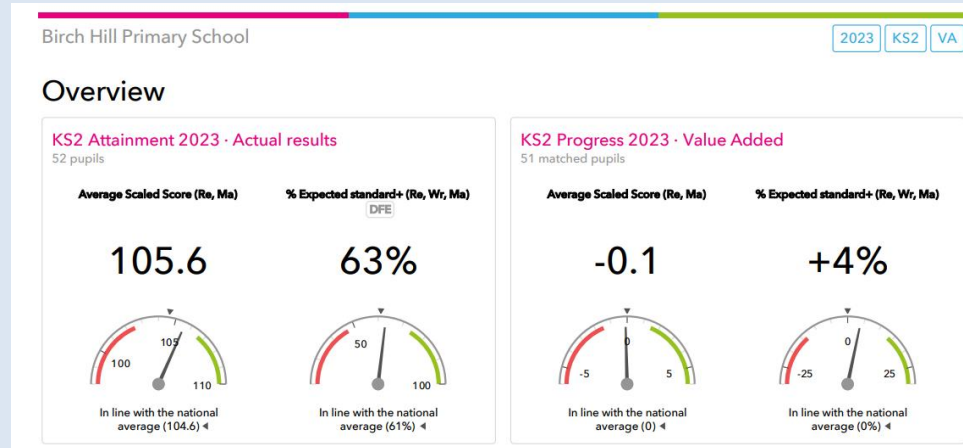 Birch Hill Primary School
2023 KS2 VA
Overview
KS2 Attainment 2023 · Actual results
52 pupils
Average Scaled Score (Re, Ma)
% Expected standard+ (Re, Wr, Ma)
DFE
105.6
63%
100
105
110
50
100
In line with the national
average (104.6)
In line with the national
average (61%)
KS2 Progress 2023 · Value Added
51 matched pupils
Average Scaled Score (Re, Ma)
% Expected standard+ (Re, Wr, Ma)
-0.1
+4%
-5
0
5
-25
0
25
In line with the national
average (0)
In line with the national
average (0%)